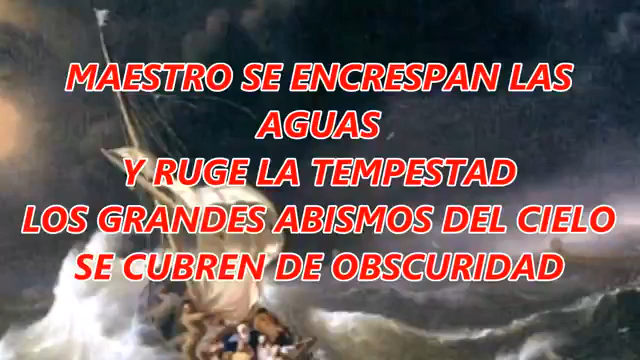 MAESTRO SE ENCRESPAN LAS
AGUAS
Y RUGE LA TEMPESTAD
LOS GRANDES ABISMOS DEL CIELO
SE CUBREN DE OBSCURIDAD